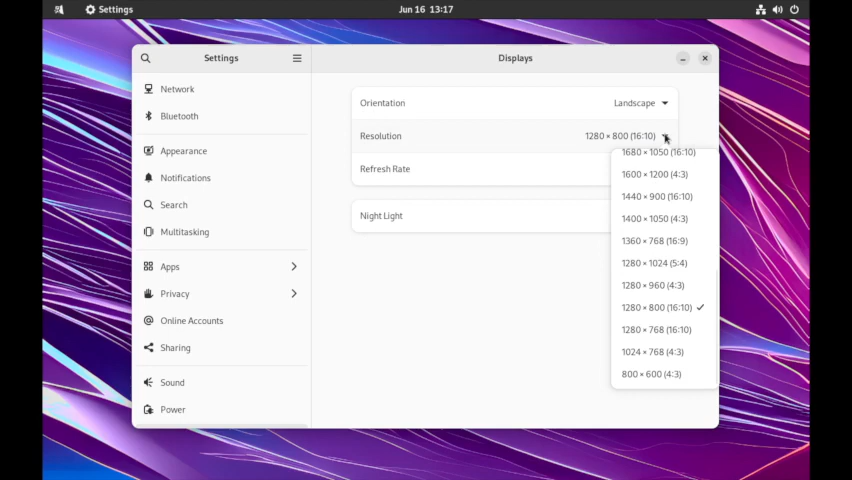 Settings
Jun 16 13:17
Settings
Displays
Network
Bluetooth
Appearance
Notifications
Search
Multitasking
Apps
Privacy
Online Accounts
Sharing
Sound
Power
Orientation
Landscape
Resolution
1280 × 800 (16:10)
Refresh Rate
Night Light
1680 × 1050 (16:10)
1600 × 1200 (4:3)
1440 × 900 (16:10)
1400 × 1050 (4:3)
1360 × 768 (16:9)
1280 × 1024 (5:4)
1280 × 960 (4:3)
1280 × 800 (16:10)
1280 × 768 (16:10)
1024 × 768 (4:3)
800 × 600 (4:3)